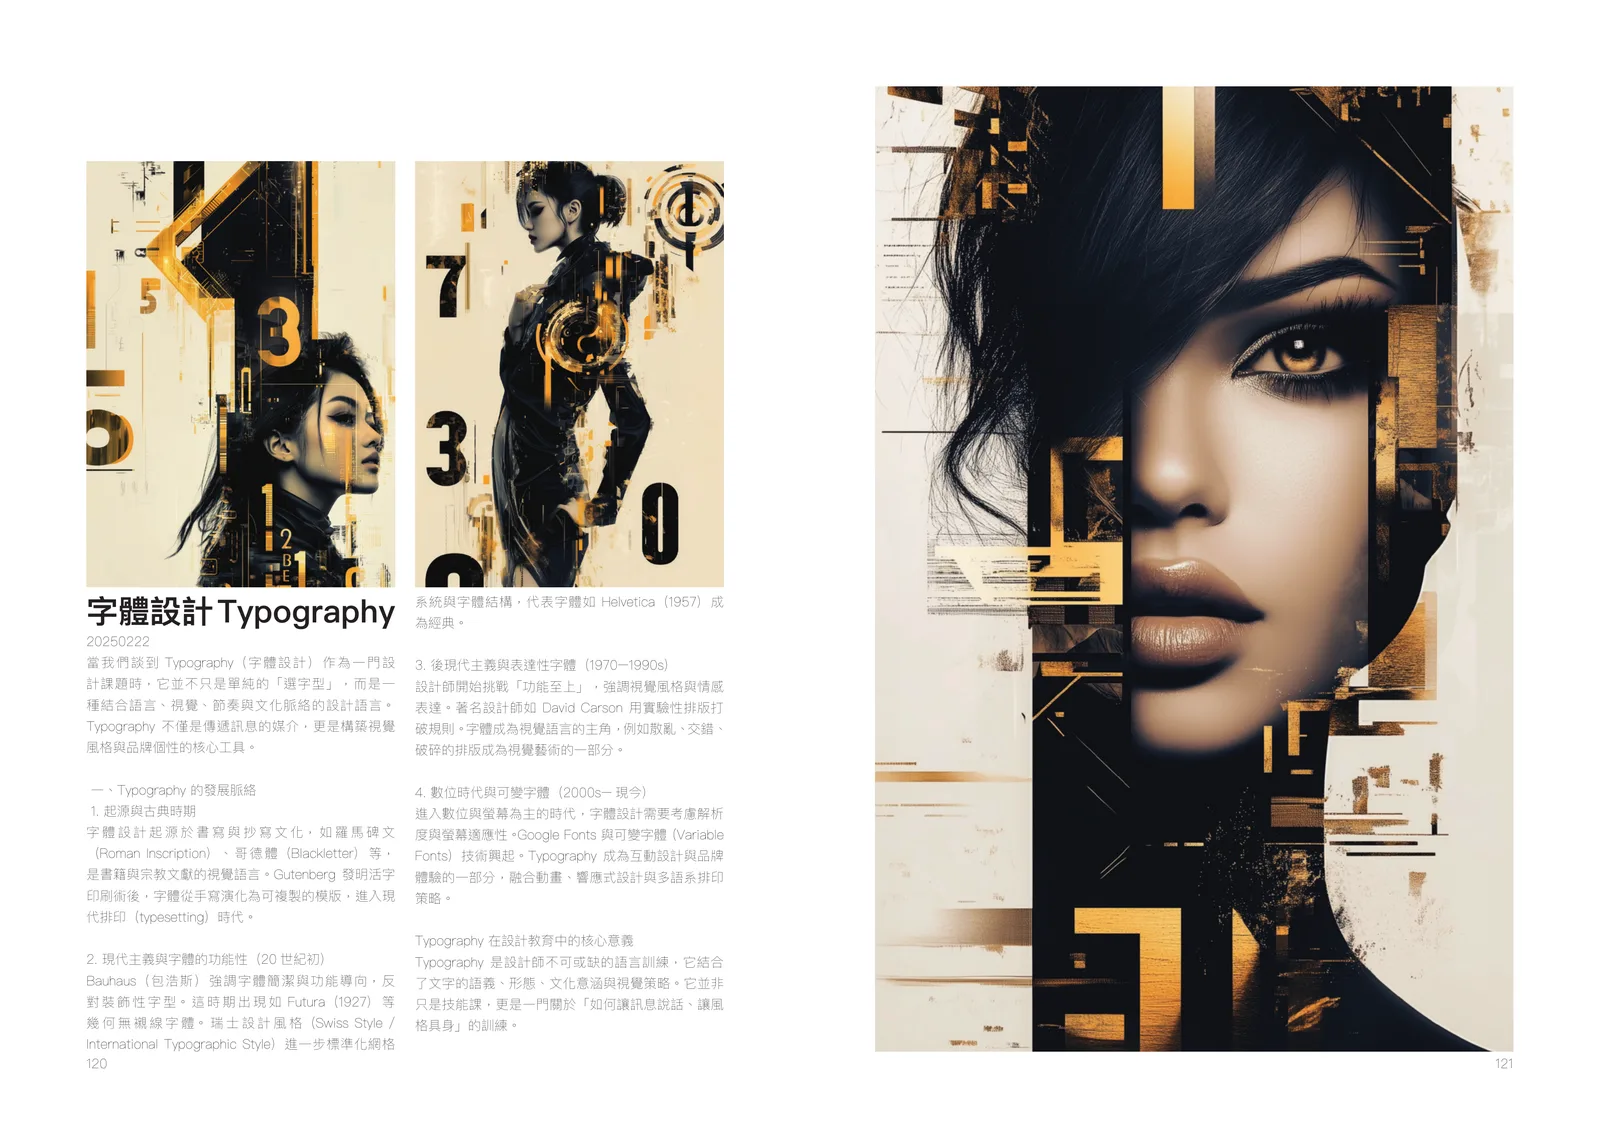 5
3
1
2
BE
1
7
3
0
字體設計 Typography
20250222
當我們談到 Typography（字體設計）作為一門設
計課題時，它並不只是單純的「選字型」，而是一
種結合語言、視覺、節奏與文化脈絡的設計語言。
Typography 不僅是傳遞訊息的媒介，更是構築視覺
風格與品牌個性的核心工具。
一、Typography 的發展脈絡
1. 起源與古典時期
字體設計起源於書寫與抄寫文化，如羅馬碑文
（Roman Inscription）、哥德體（Blackletter）等，
是書籍與宗教文獻的視覺語言。Gutenberg 發明活字
印刷術後，字體從手寫演化為可複製的模版，進入現
代排印（typesetting）時代。
2. 現代主義與字體的功能性（20 世紀初）
Bauhaus（包浩斯）強調字體簡潔與功能導向，反
對裝飾性字型。這時期出現如 Futura（1927）等
幾何無襯線字體。瑞士設計風格（Swiss Style /
International Typographic Style）進一步標準化網格
120
系統與字體結構，代表字體如 Helvetica（1957）成
為經典。
3. 後現代主義與表達性字體（1970–1990s）
設計師開始挑戰「功能至上」，強調視覺風格與情感
表達。著名設計師如 David Carson 用實驗性排版打
破規則。字體成為視覺語言的主角，例如散亂、交錯、
破碎的排版成為視覺藝術的一部分。
4. 數位時代與可變字體（2000s– 現今）
進入數位與螢幕為主的時代，字體設計需要考慮解析
度與螢幕適應性。Google Fonts 與可變字體（Variable
Fonts）技術興起。Typography 成為互動設計與品牌
體驗的一部分，融合動畫、響應式設計與多語系排印
策略。
Typography 在設計教育中的核心意義
Typography 是設計師不可或缺的語言訓練，它結合
了文字的語義、形態、文化意涵與視覺策略。它並非
只是技能課，更是一門關於「如何讓訊息說話、讓風
格具身」的訓練。
121